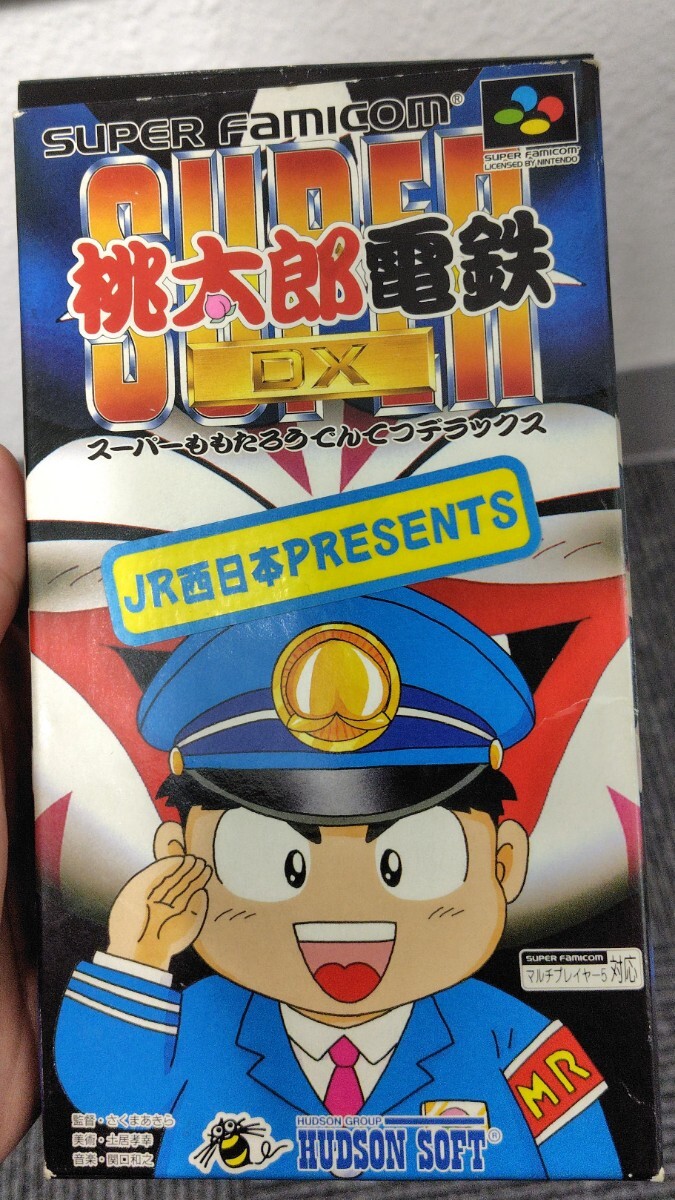 SUPER FAMICOM®
SUPER FAMICOM
LICENSED BY NINTENDO
SUPER
桃太郎電鉄
DX
スーパーももたろうでんてつデラックス
JR西日本PRESENTS
SUPER FAMICOM
マルチプレイヤー5対応
MR
監督・さくまあきら
美術・土居孝幸
音楽・関口和之
HUDSON GROUP
HUDSON SOFT®